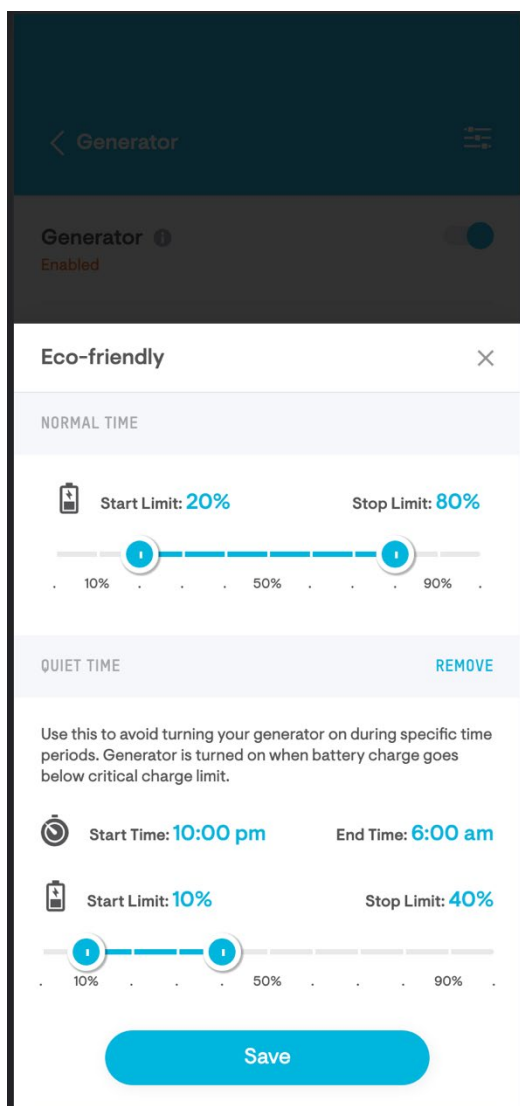 Generator
Generator
Enabled
Eco-friendly
NORMAL TIME
Start Limit: 20% Stop Limit: 80%
. 10% . . . 50% . . . 90% .
QUIET TIME REMOVE
Use this to avoid turning your generator on during specific time
periods. Generator is turned on when battery charge goes
below critical charge limit.
Start Time: 10:00 pm End Time: 6:00 am
Start Limit: 10% Stop Limit: 40%
. 10% . . . 50% . . . 90% .
Save